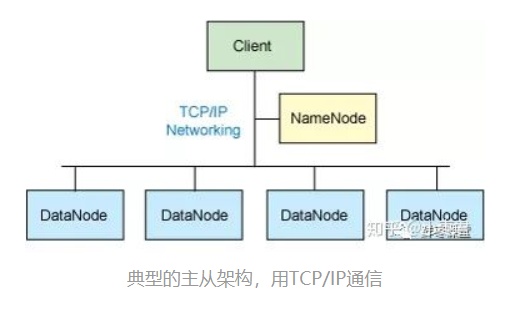 Client
TCP/IP
Networking
NameNode
DataNode
DataNode
DataNode
DataNode
知乎
典型的主从架构，用TCP/IP通信